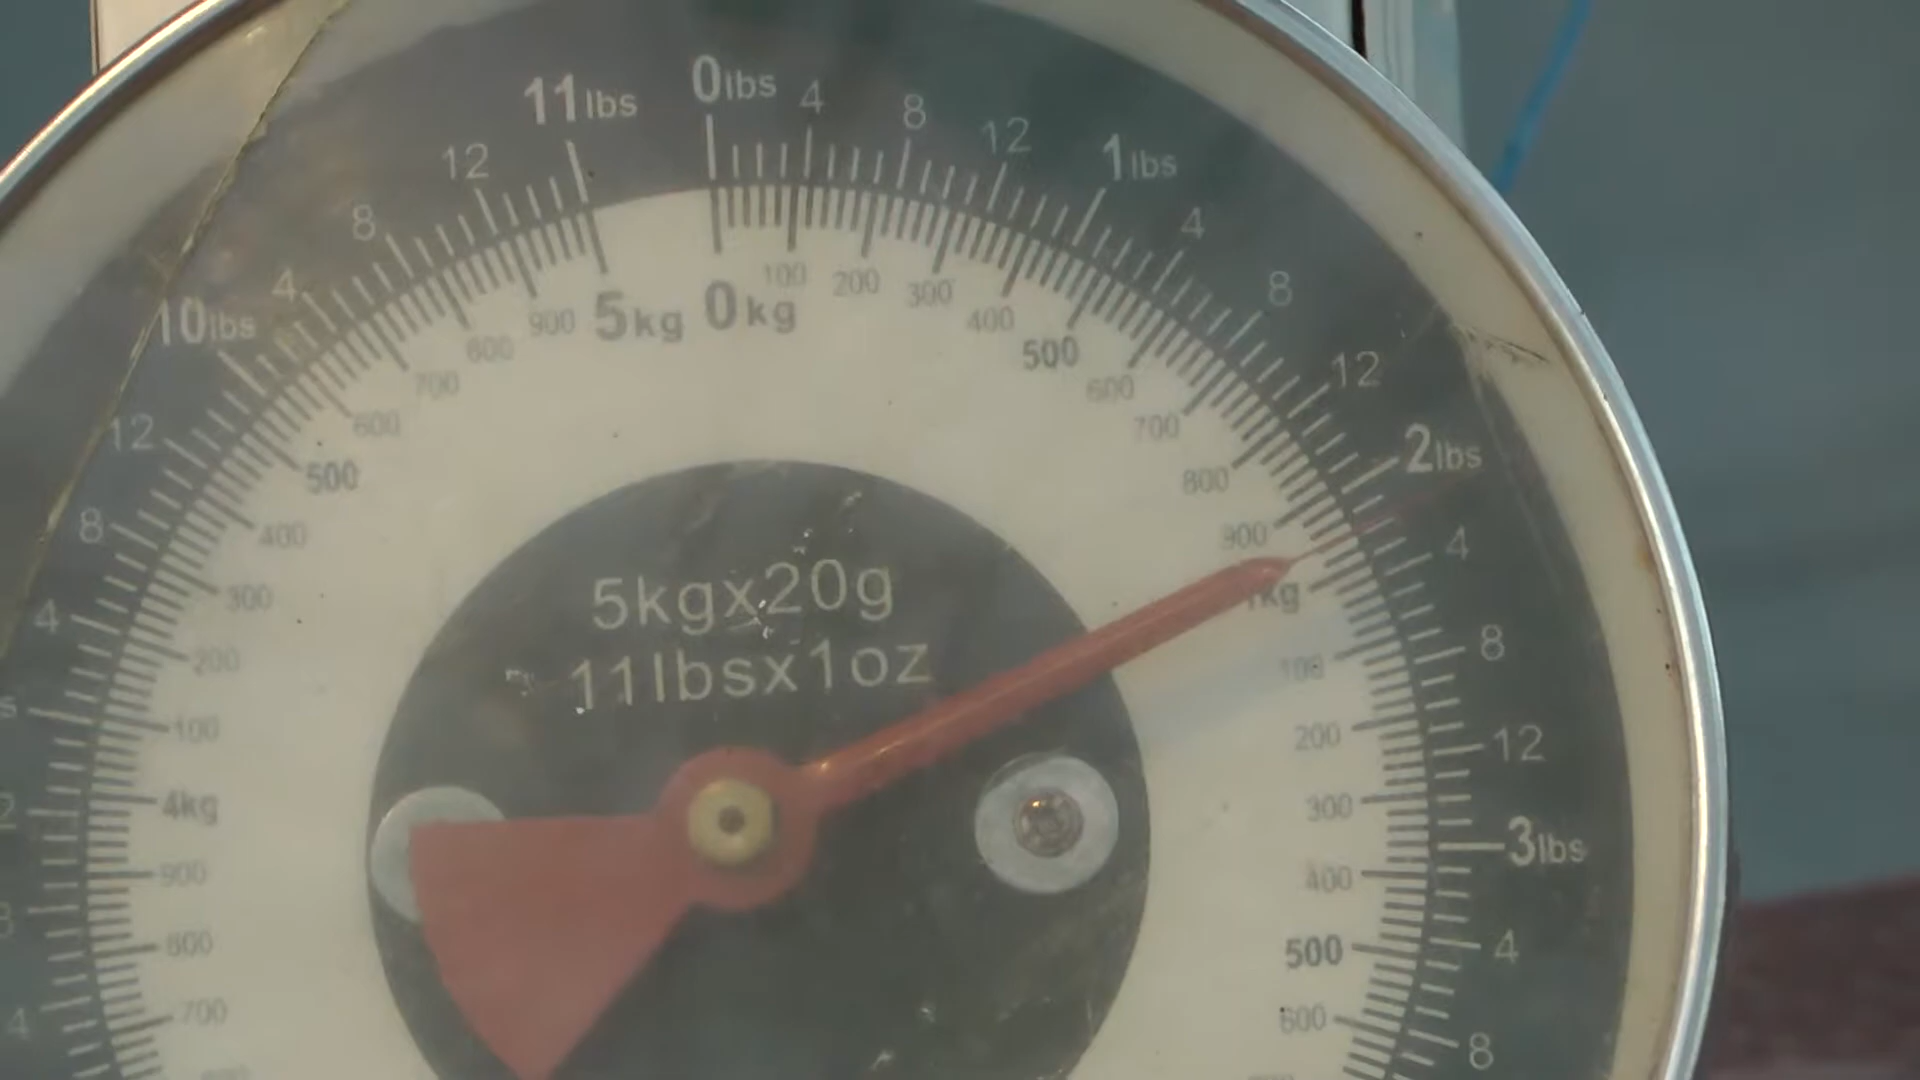 11lbs 0lbs 4 8 12 1lbs 4 8 12 2lbs 4 8 12 3lbs 4 8
12 8 4 10lbs 12 8 4
5kg 0kg 100 200 300 400 500 600 700 800 900 1kg 100 200 300 400 500 600
900 800 700 600 500 400 300 200 100 4kg 900 800 700
5kgx20g
11lbsx1oz